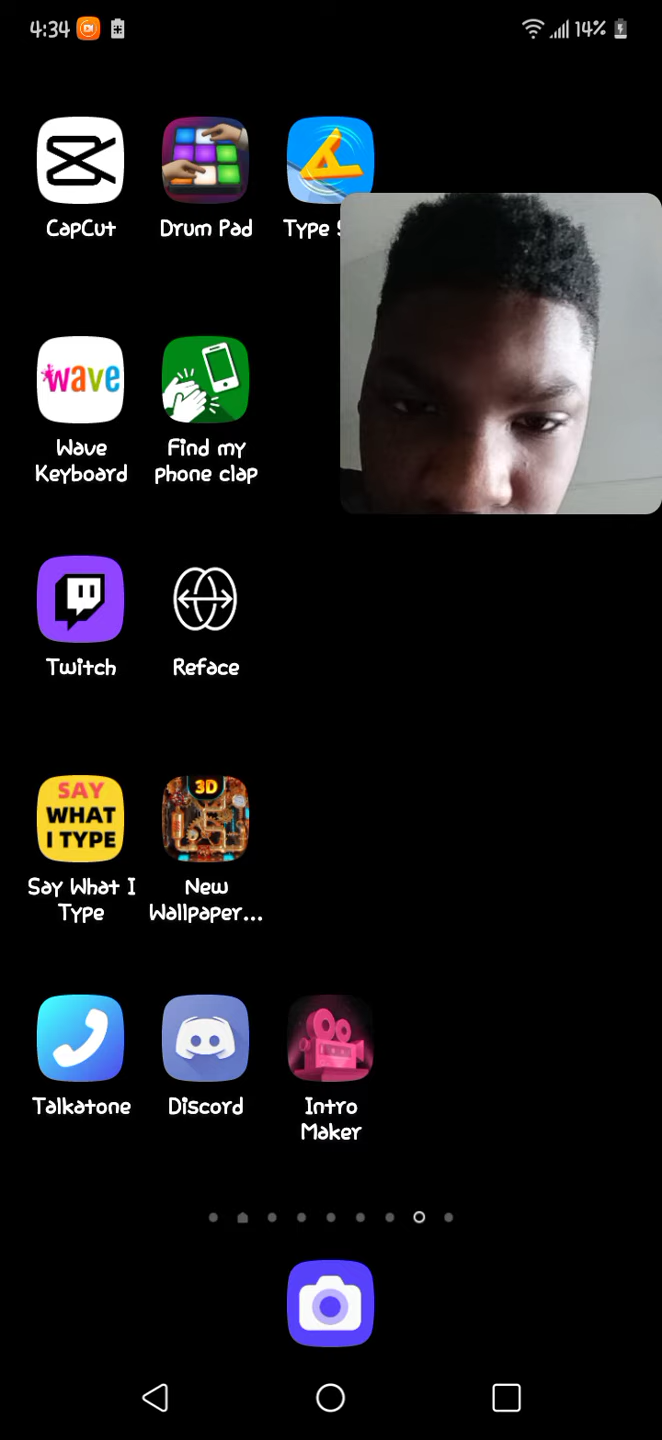 4:34
14%
CapCut
Drum Pad
Type
wave
Wave
Keyboard
Find my
phone clap
Twitch
Reface
SAY
WHAT
I TYPE
3D
Say What I
Type
New
Wallpaper...
Talkatone
Discord
Intro
Maker